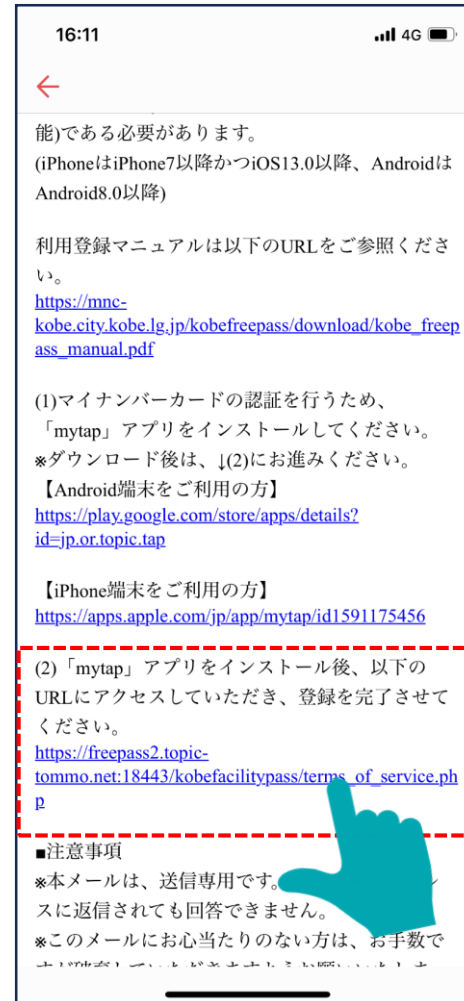 16:11 4G
能)である必要があります。
(iPhoneはiPhone7以降かつiOS13.0以降、Androidは
Android8.0以降)
利用登録マニュアルは以下のURLをご参照くださ
い。
https://mnc-
kobe.city.kobe.lg.jp/kobefreepass/download/kobe_freep
ass_manual.pdf
(1)マイナンバーカードの認証を行うため、
「mytap」アプリをインストールしてください。
※ダウンロード後は、↓(2)にお進みください。
【Android端末をご利用の方】
https://play.google.com/store/apps/details?
id=jp.or.topic.tap
【iPhone端末をご利用の方】
https://apps.apple.com/jp/app/mytap/id1591175456
(2)「mytap」アプリをインストール後、以下の
URLにアクセスしていただき、登録を完了させて
ください。
https://freepass2.topic-
tommo.net:18443/kobefacilitypass/terms_of_service.ph
p
■注意事項
※本メールは、送信専用です。
スに返信されても回答できません。
※このメールにお心当たりのない方は、お手数で